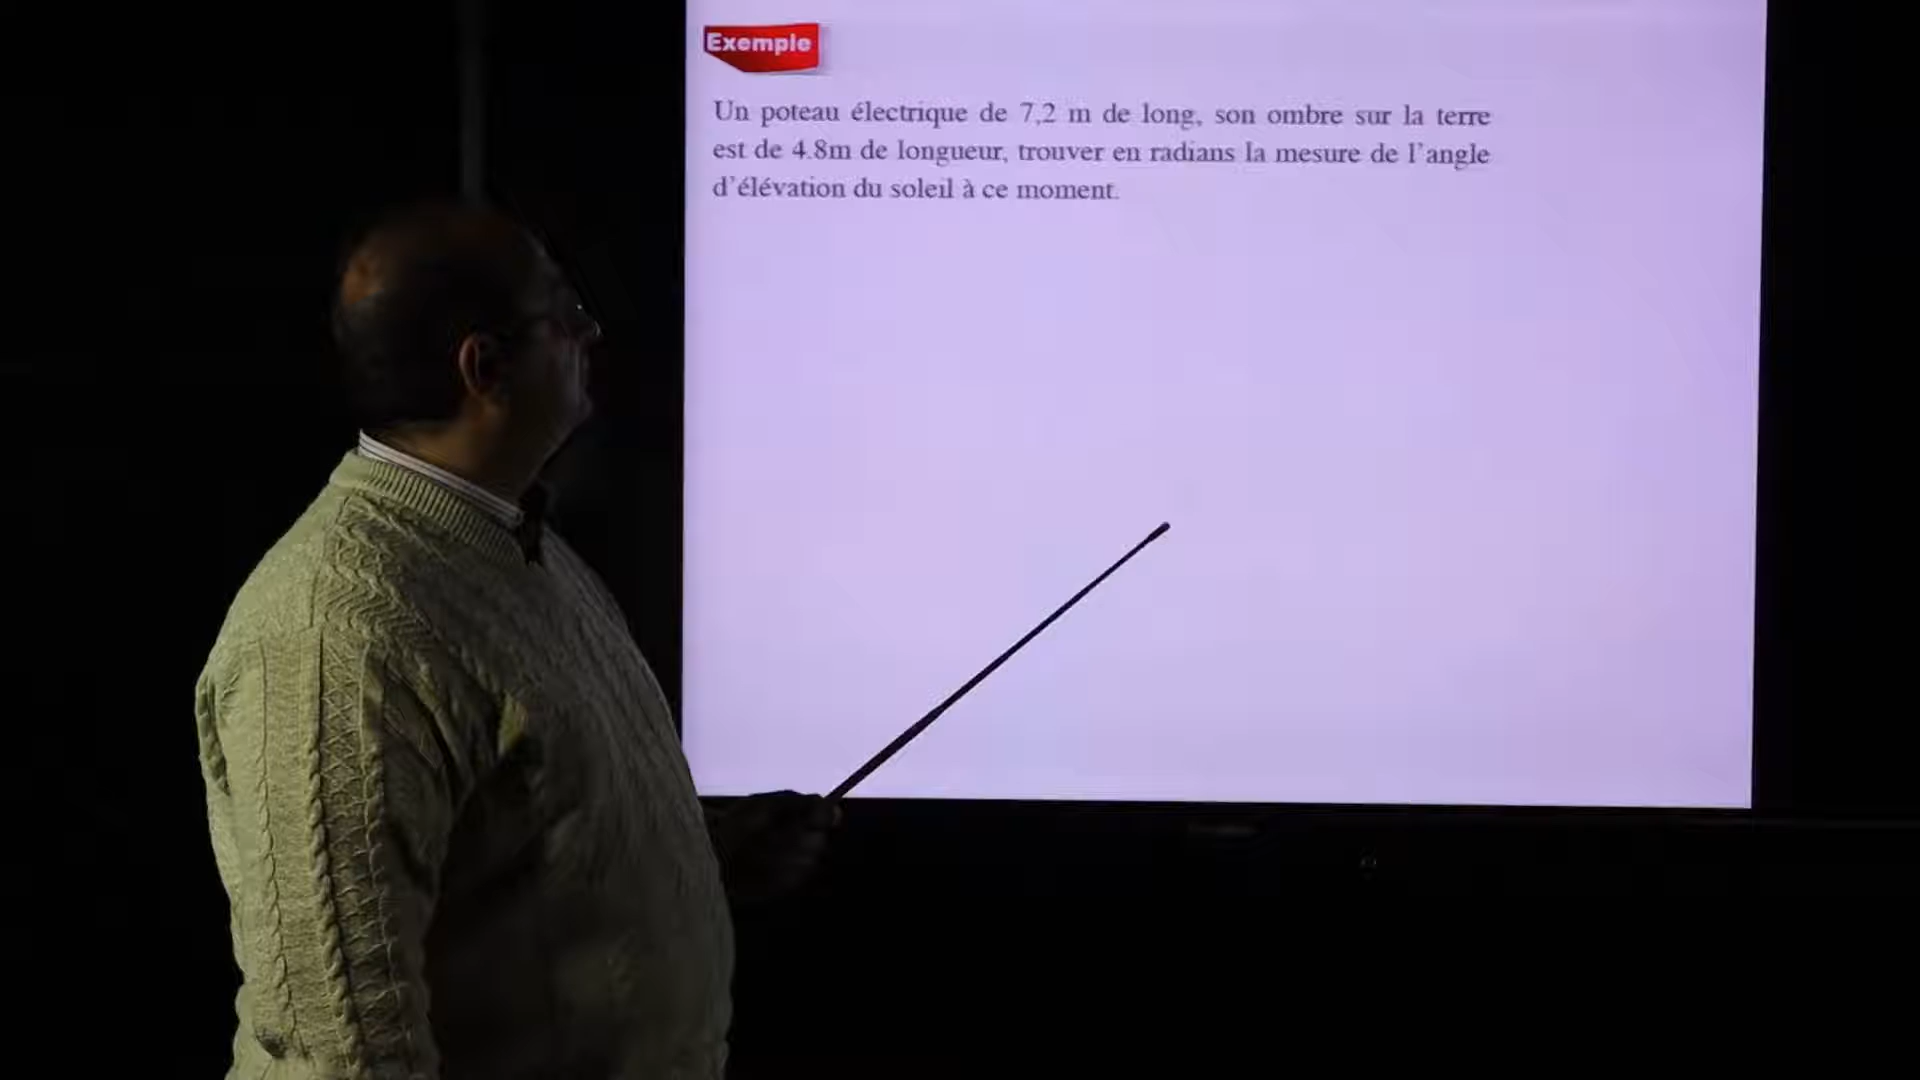 Exemple
Un poteau électrique de 7,2 m de long, son ombre sur la terre
est de 4.8m de longueur, trouver en radians la mesure de l'angle
d'élévation du soleil à ce moment.